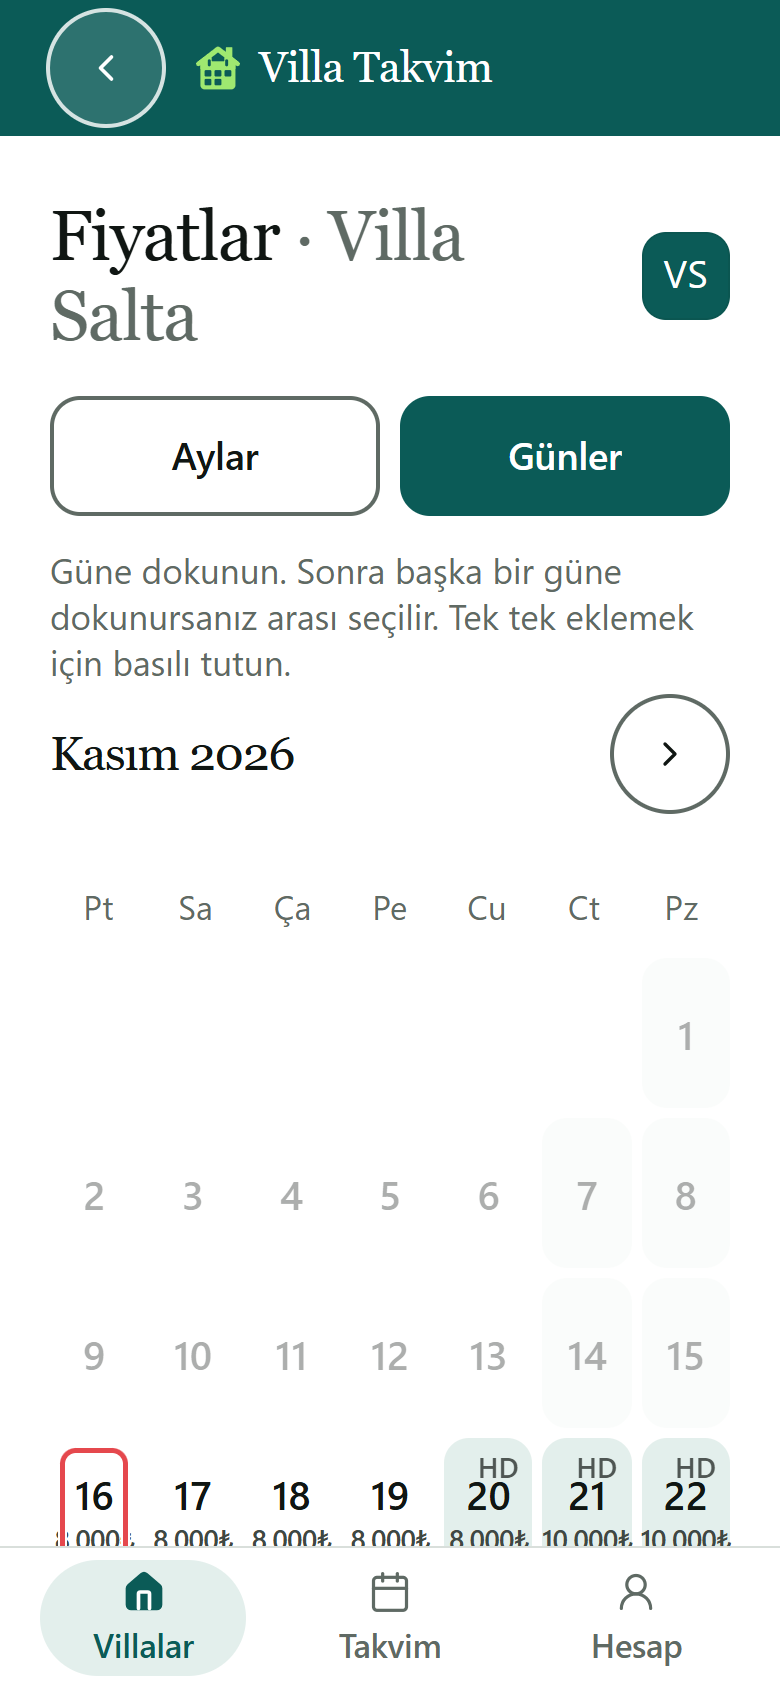 Villa Takvim
Fiyatlar · Villa
Salta
VS
Aylar
Günler
Güne dokunun. Sonra başka bir güne
dokunursanız arası seçilir. Tek tek eklemek
için basılı tutun.
Kasım 2026
Pt Sa Ça Pe Cu Ct Pz
1
2 3 4 5 6 7 8
9 10 11 12 13 14 15
HD HD HD
16 17 18 19 20 21 22
8.000₺ 8.000₺ 8.000₺ 8.000₺ 8.000₺ 10.000₺ 10.000₺
Villalar
Takvim
Hesap